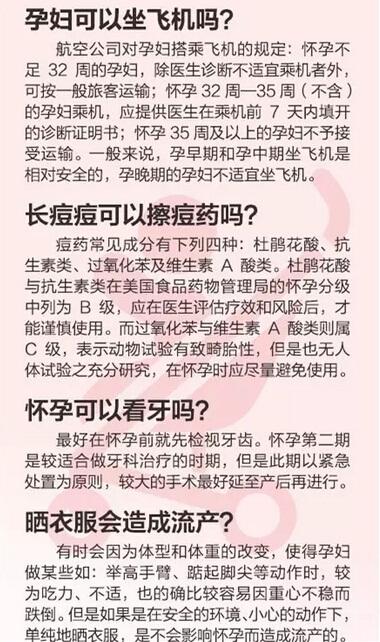 孕妇可以坐飞机吗?
航空公司对孕妇搭乘飞机的规定：怀孕不
足 32 周的孕妇，除医生诊断不适宜乘机者外，
可按一般旅客运输；怀孕 32 周—35 周（不含）
的孕妇乘机，应提供医生在乘机前 7 天内填开
的诊断证明书；怀孕 35 周及以上的孕妇不予接
受运输。一般来说，孕早期和孕中期坐飞机是
相对安全的，孕晚期的孕妇不适宜坐飞机。
长痘痘可以擦痘药吗?
痘药常见成分有下列四种：杜鹃花酸、抗
生素类、过氧化苯及维生素 A 酸类。杜鹃花酸
与抗生素类在美国食品药物管理局的怀孕分级
中列为 B 级，应在医生评估疗效和风险后，才
能谨慎使用。而过氧化苯与维生素 A 酸类则属
C 级，表示动物试验有致畸胎性，但是也无人
体试验之充分研究，在怀孕时应尽量避免使用。
怀孕可以看牙吗?
最好在怀孕前就先检视牙齿。怀孕第二期
是较适合做牙科治疗的时期，但是此期以紧急
处置为原则，较大的手术最好延至产后再进行。
晒衣服会造成流产?
有时会因为体型和体重的改变，使得孕妇
做某些如：举高手臂、踮起脚尖等动作时，较
为吃力、不适，也的确比较容易因重心不稳而
跌倒。但是如果是在安全的环境、小心的动作下，
单纯地晒衣服，是不会影响怀孕而造成流产的。